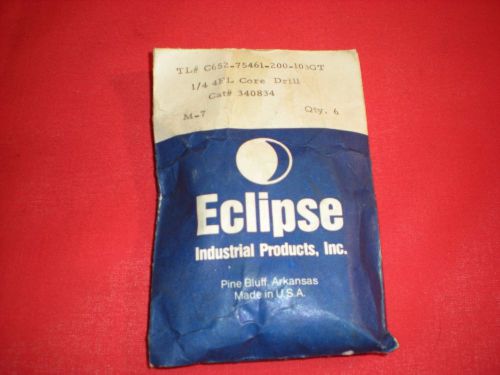 TL# C652-75461-200-103GT
1/4 4FL Core Drill
Cat# 340834
M-7 Qty. 6
Eclipse
Industrial Products, Inc.
Pine Bluff, Arkansas
Made in U.S.A.